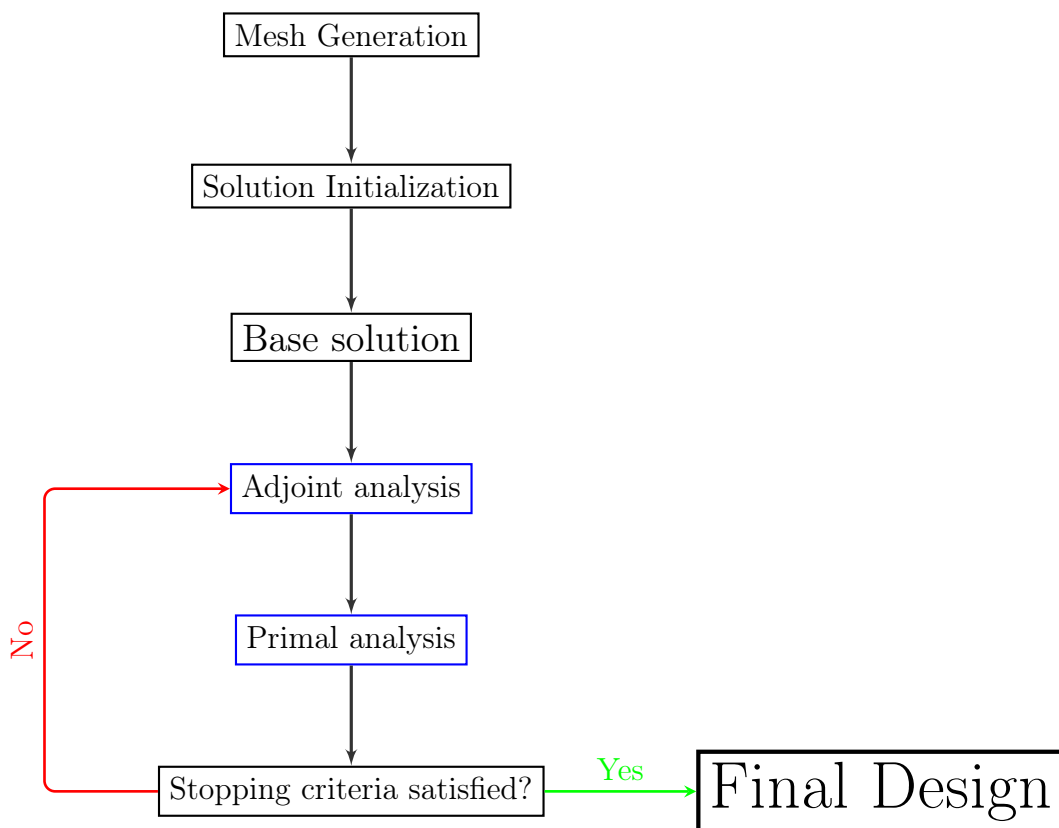 Mesh Generation
Solution Initialization
Base solution
Adjoint analysis
Primal analysis
No
Stopping criteria satisfied?
Yes
Final Design